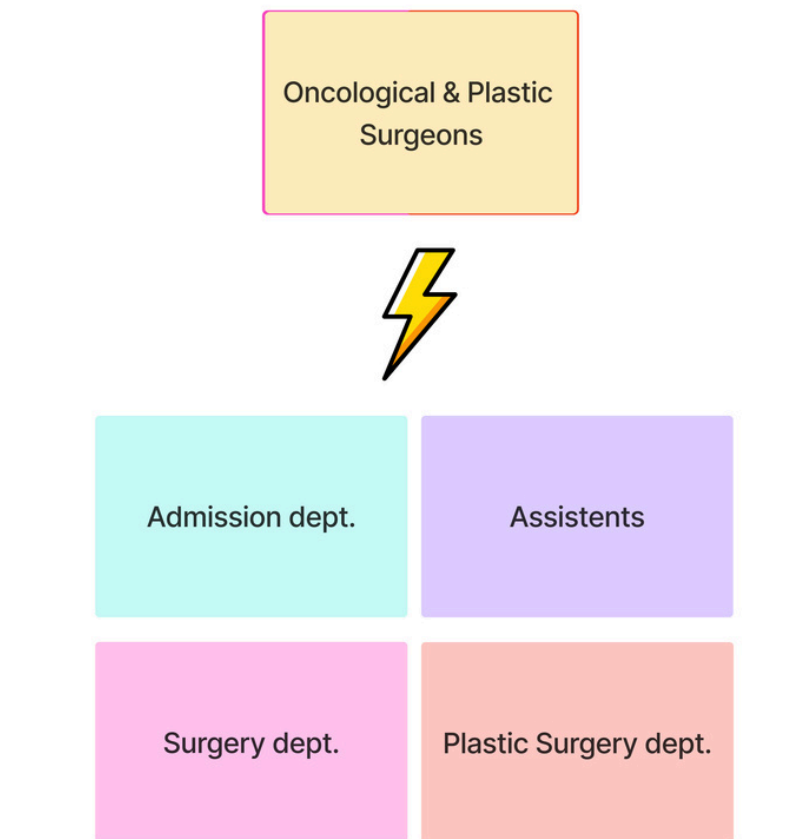 Oncological & Plastic
Surgeons
Admission dept.
Assistents
Surgery dept.
Plastic Surgery dept.